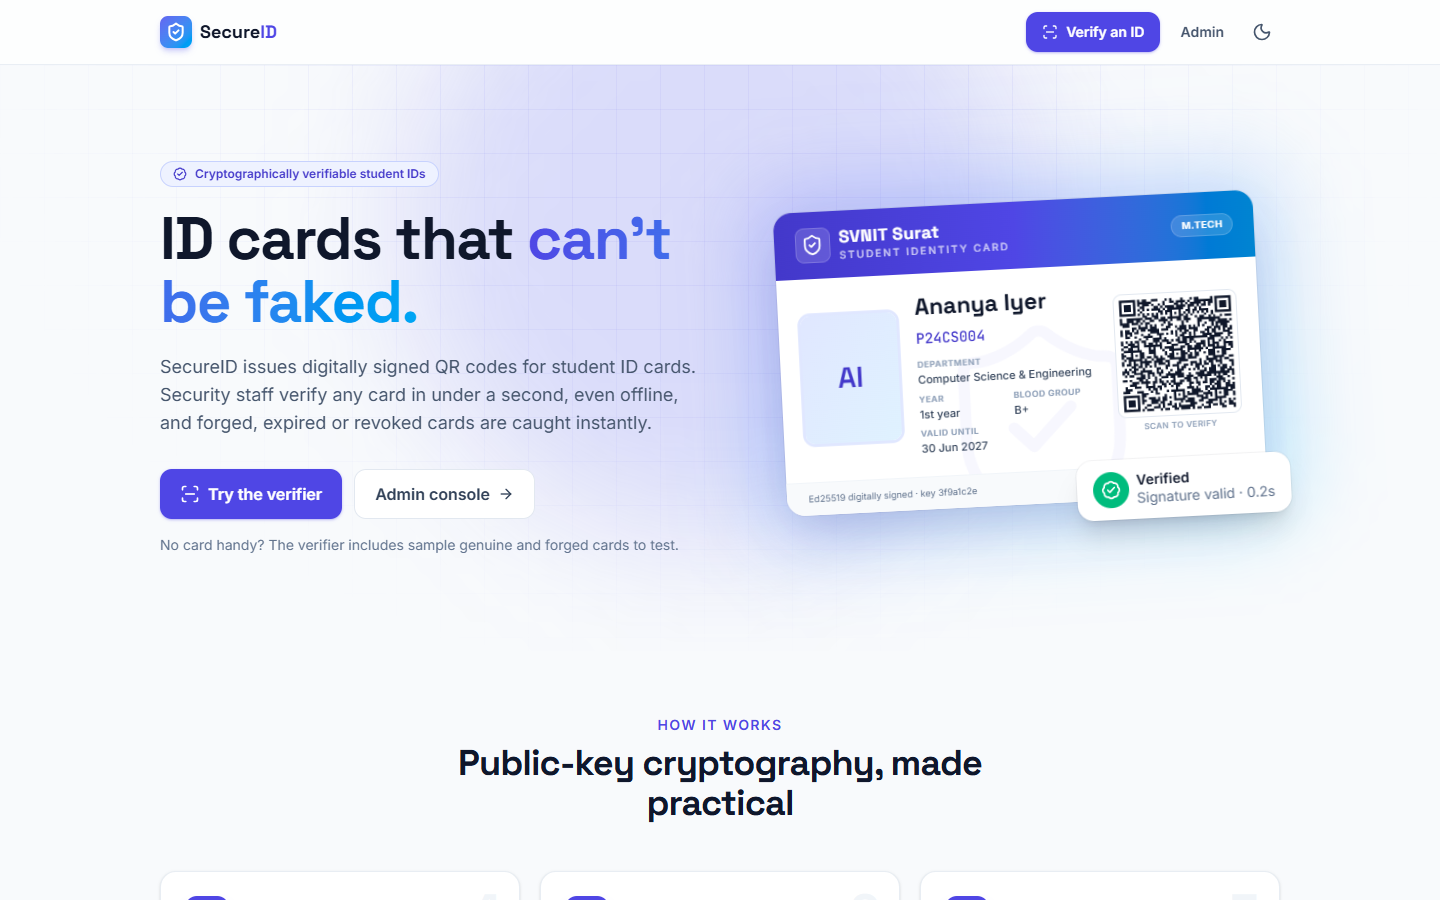 SecureID
Verify an ID
Admin
Cryptographically verifiable student IDs
ID cards that can’t
be faked.
SecureID issues digitally signed QR codes for student ID cards.
Security staff verify any card in under a second, even offline,
and forged, expired or revoked cards are caught instantly.
Try the verifier
Admin console
No card handy? The verifier includes sample genuine and forged cards to test.
SVNIT Surat
STUDENT IDENTITY CARD
M.TECH
AI
Ananya Iyer
P24CS004
DEPARTMENT
Computer Science & Engineering
YEAR
1st year
BLOOD GROUP
B+
VALID UNTIL
30 Jun 2027
SCAN TO VERIFY
Ed25519 digitally signed · key 3f9a1c2e
Verified
Signature valid · 0.2s
HOW IT WORKS
Public-key cryptography, made
practical